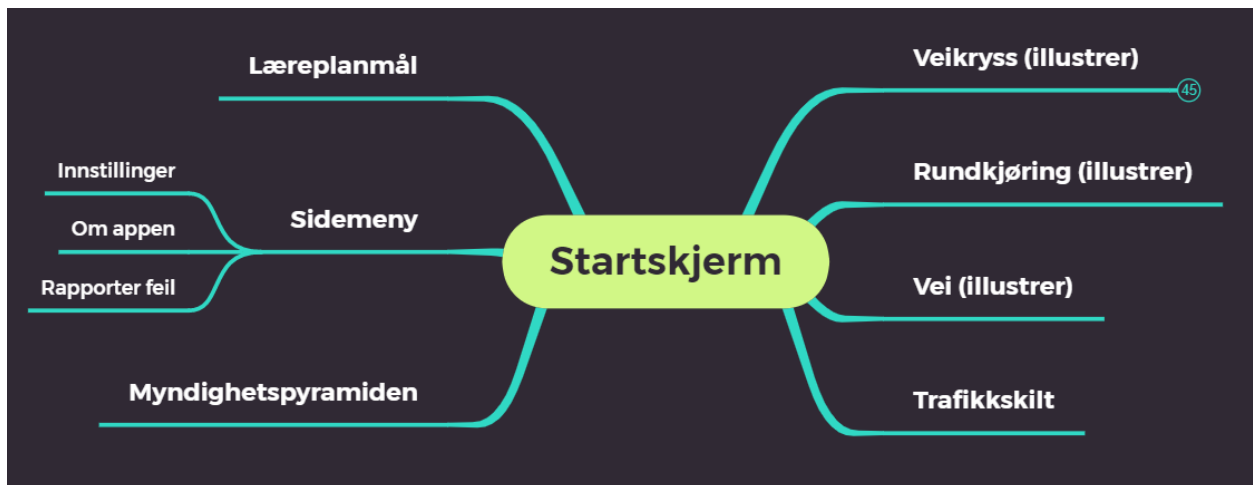 Læreplanmål
Innstillinger
Om appen
Rapporter feil
Sidemeny
Myndighetspyramiden
Startskjerm
Veikryss (illustrer)
45
Rundkjøring (illustrer)
Vei (illustrer)
Trafikkskilt